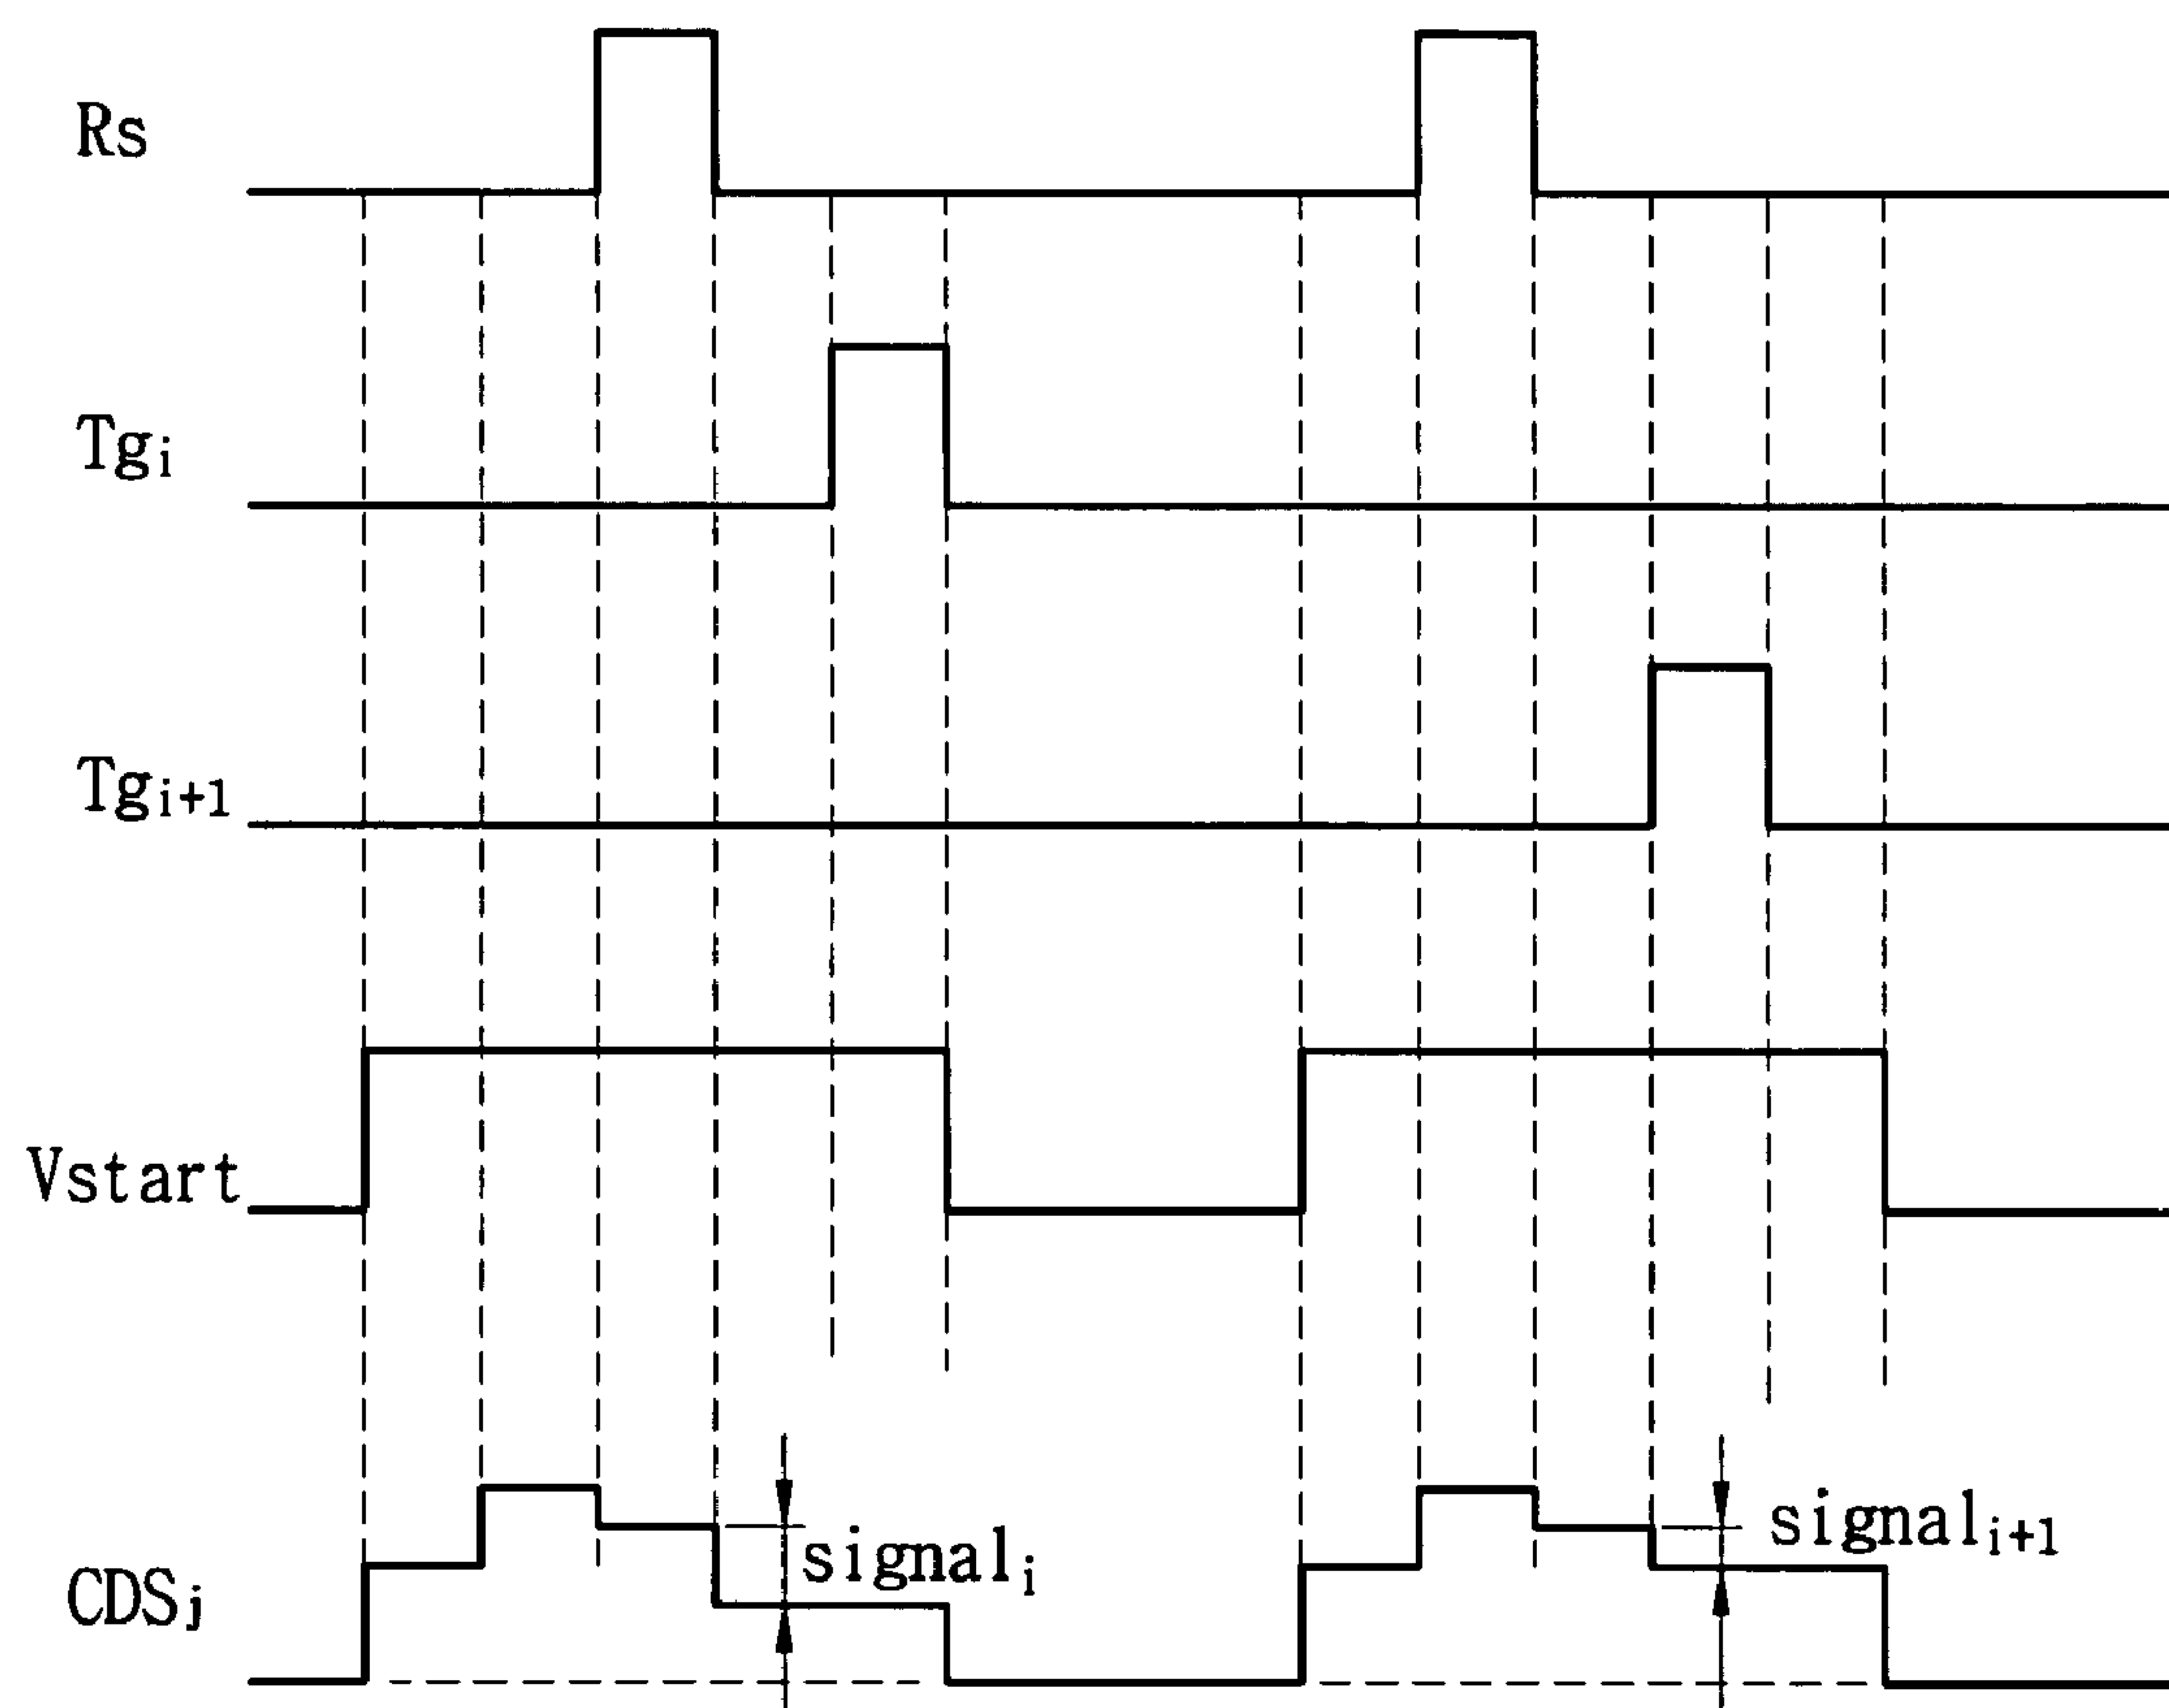 Rs
Tgᵢ
Tgᵢ₊₁
Vstart
signalᵢ₊₁
signalᵢ
CDSⱼ